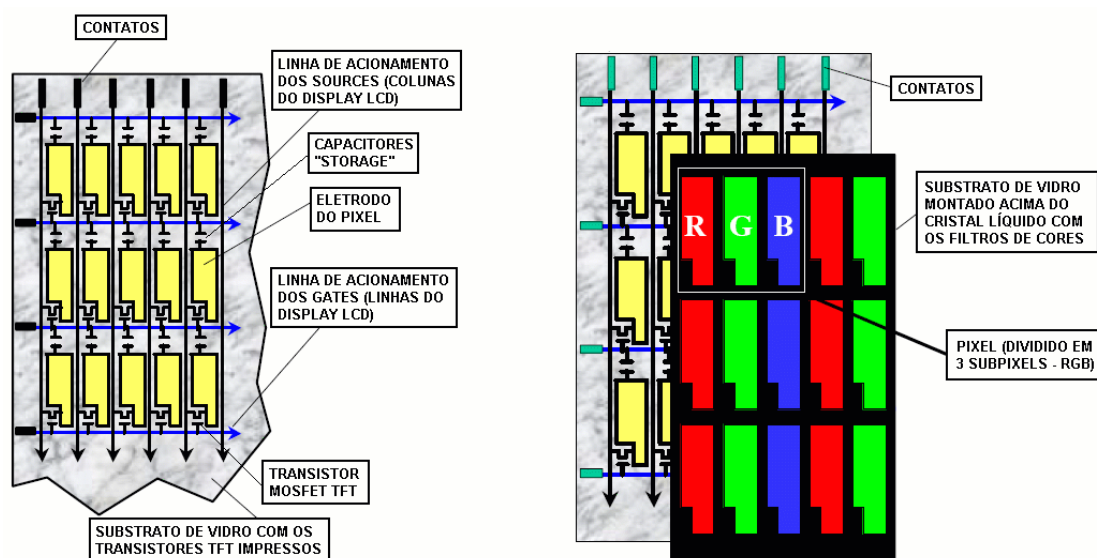 CONTATOS
LINHA DE ACIONAMENTO
DOS SOURCES (COLUNAS
DO DISPLAY LCD)
CAPACITORES
"STORAGE"
ELETRODO
DO PIXEL
LINHA DE ACIONAMENTO
DOS GATES (LINHAS DO
DISPLAY LCD)
TRANSISTOR
MOSFET TFT
SUBSTRATO DE VIDRO COM OS
TRANSISTORES TFT IMPRESSOS
CONTATOS
SUBSTRATO DE VIDRO
MONTADO ACIMA DO
CRISTAL LÍQUIDO COM
OS FILTROS DE CORES
R G B
PIXEL (DIVIDIDO EM
3 SUBPIXELS - RGB)